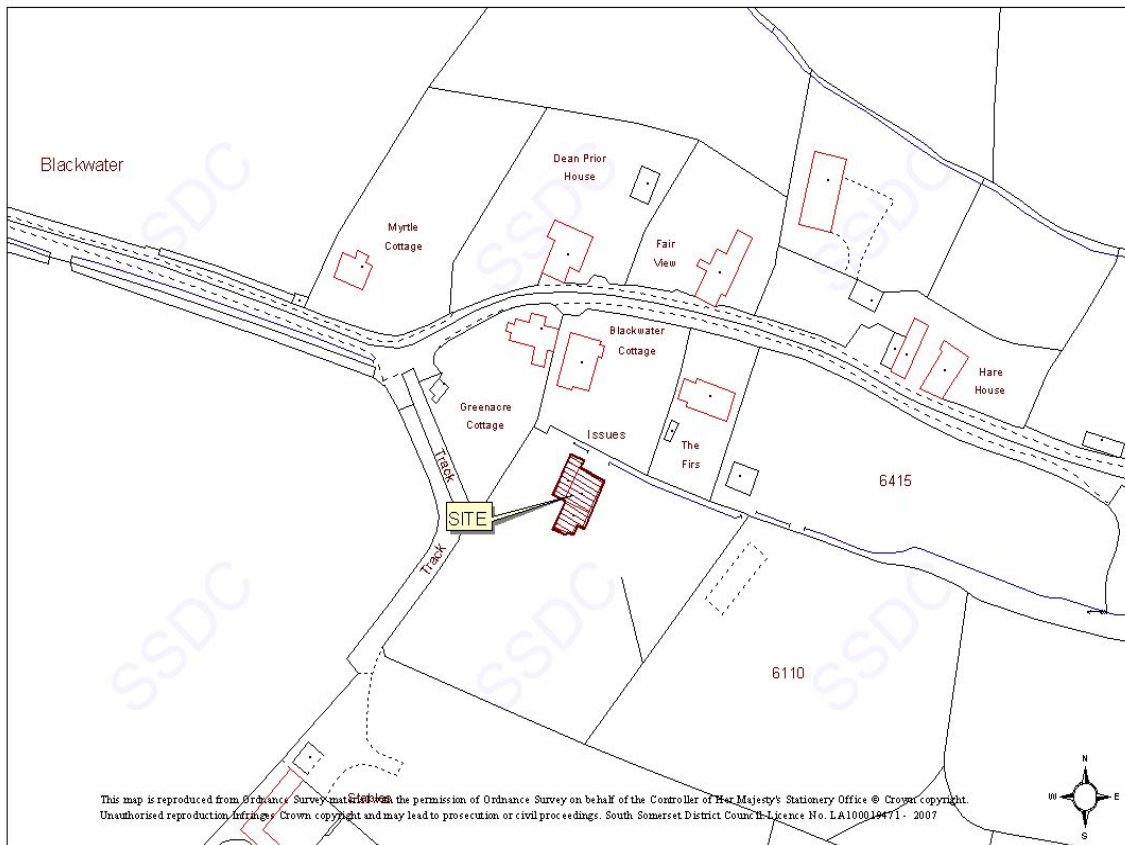 Blackwater
Dean Prior
House
Myrtle
Cottage
Fair
View
Blackwater
Cottage
Hare
House
Greenacre
Cottage
Issues
The
Firs
Track
6415
SITE
Track
6110
Stables
N
W
E
S
This map is reproduced from Ordnance Survey material with the permission of Ordnance Survey on behalf of the Controller of Her Majesty's Stationery Office © Crown copyright.
Unauthorised reproduction infringes Crown copyright and may lead to prosecution or civil proceedings. South Somerset District Council Licence No. LA100019471 - 2007
SSDC
SSDC
SSDC
SSDC
SSDC
SSDC